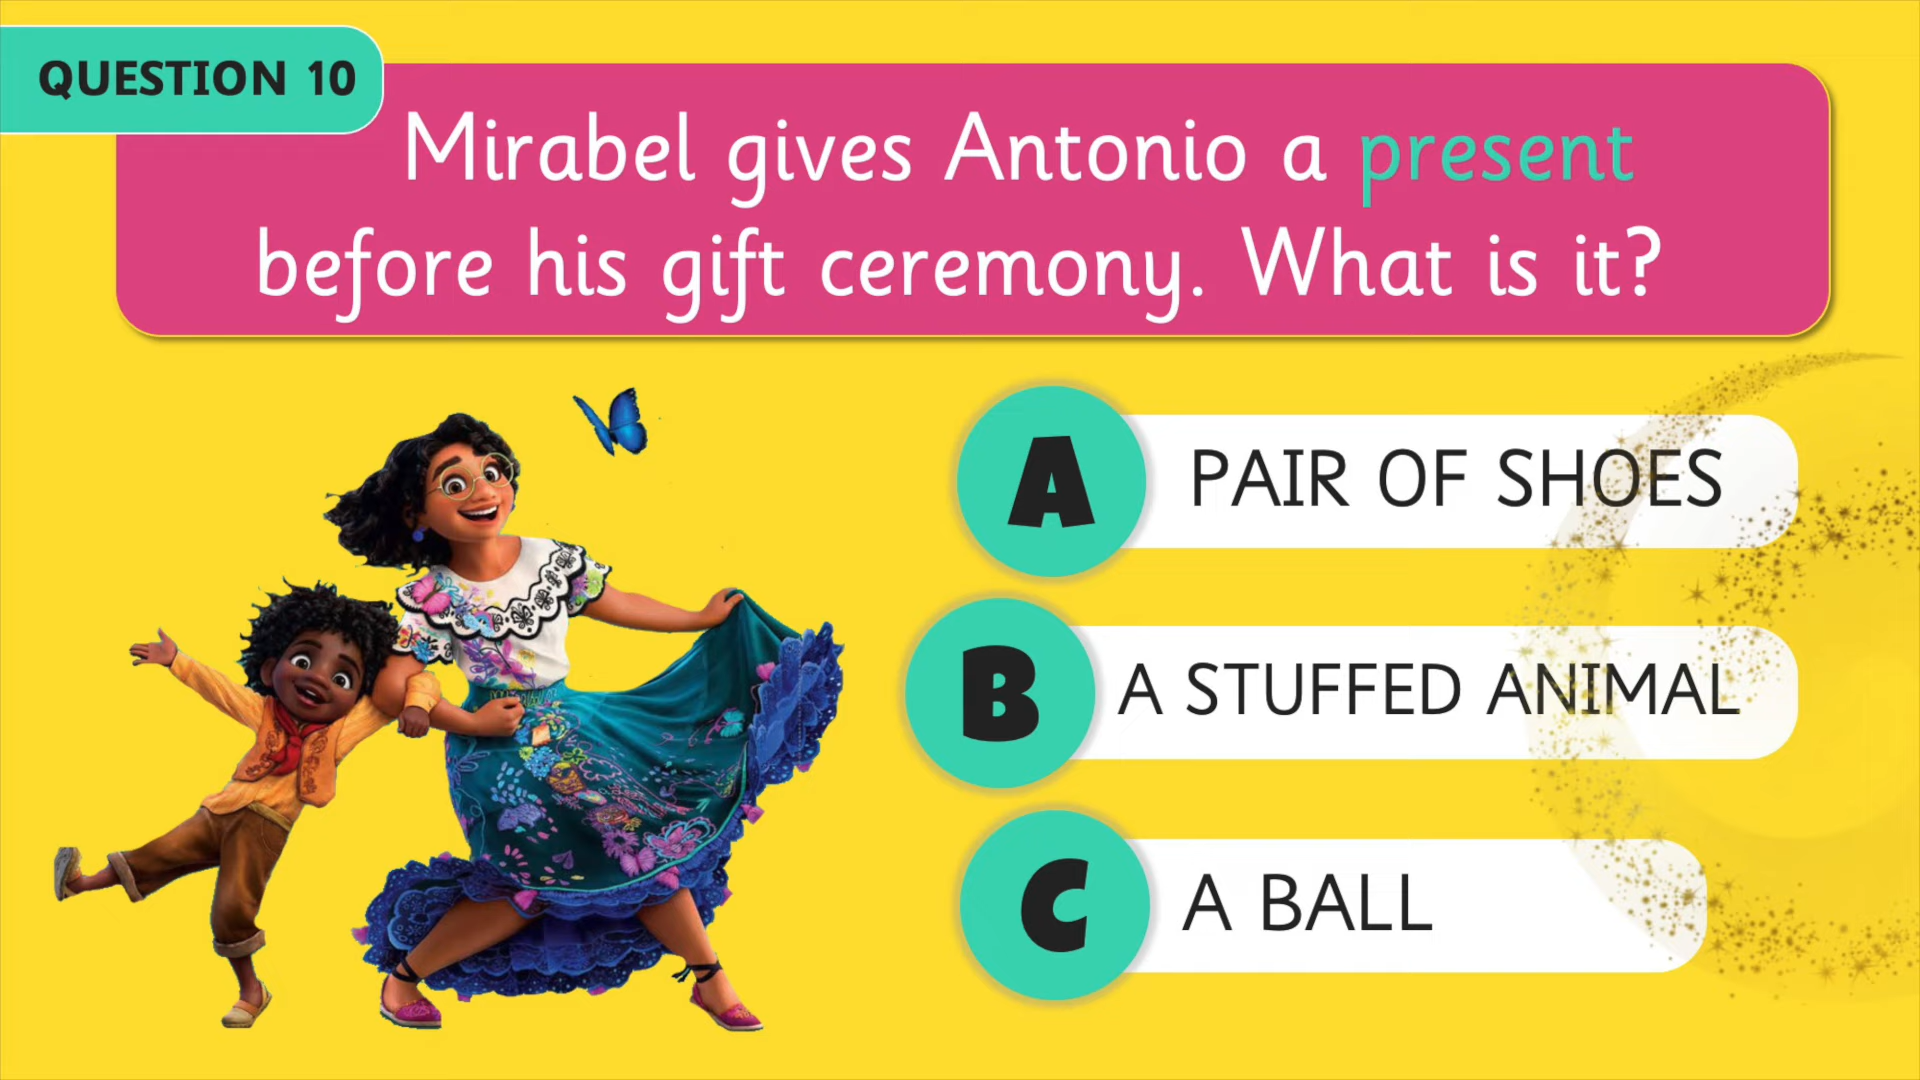 QUESTION 10
Mirabel gives Antonio a present
before his gift ceremony. What is it?
A PAIR OF SHOES
B A STUFFED ANIMAL
C A BALL